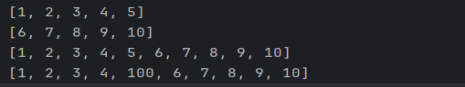 [1, 2, 3, 4, 5]
[6, 7, 8, 9, 10]
[1, 2, 3, 4, 5, 6, 7, 8, 9, 10]
[1, 2, 3, 4, 100, 6, 7, 8, 9, 10]